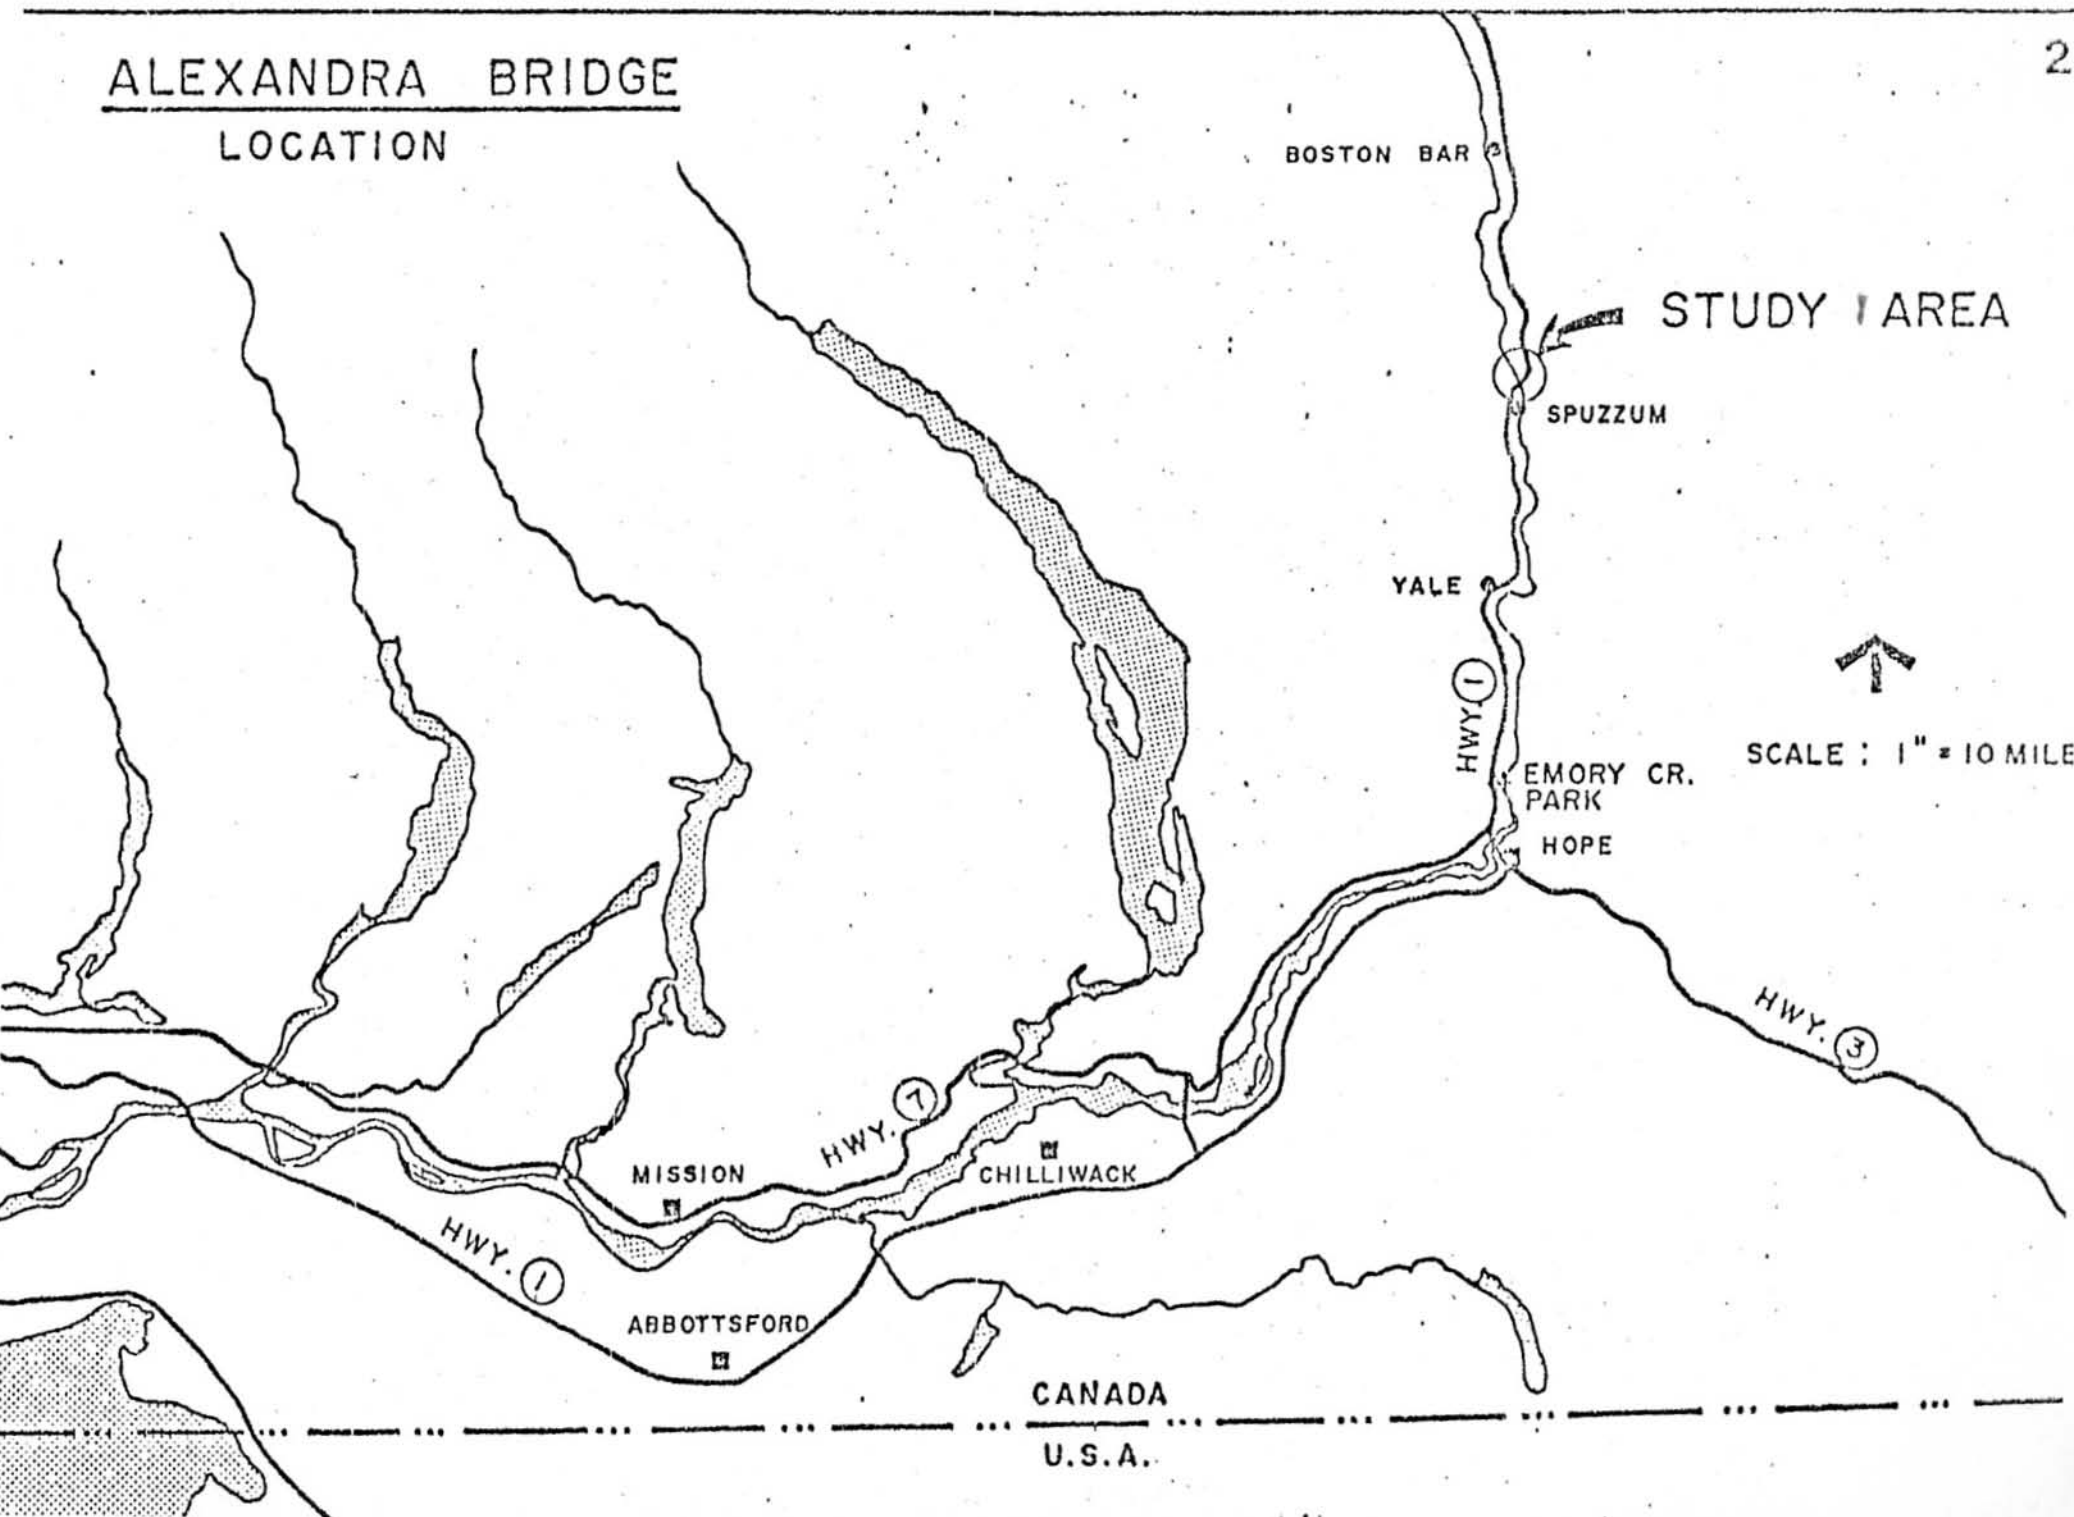 2
ALEXANDRA BRIDGE
LOCATION
BOSTON BAR
STUDY AREA
SPUZZUM
YALE
HWY. 1
EMORY CR.
PARK
SCALE : 1" = 10 MILE
HOPE
HWY. 3
HWY. 7
MISSION
CHILLIWACK
HWY. 1
ABBOTTSFORD
CANADA
U.S.A.